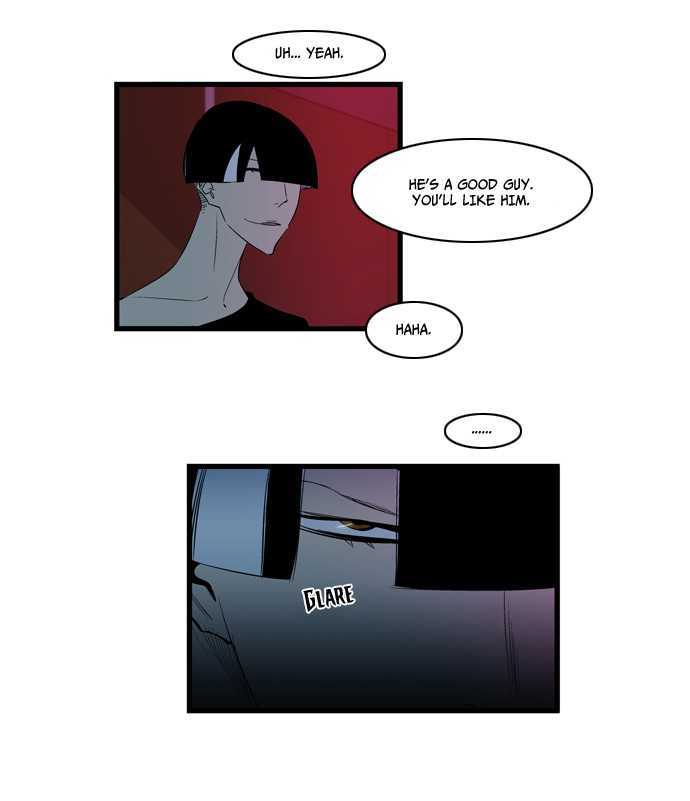 UH... YEAH.
HE'S A GOOD GUY.
YOU'LL LIKE HIM.
HAHA.
......
GLARE